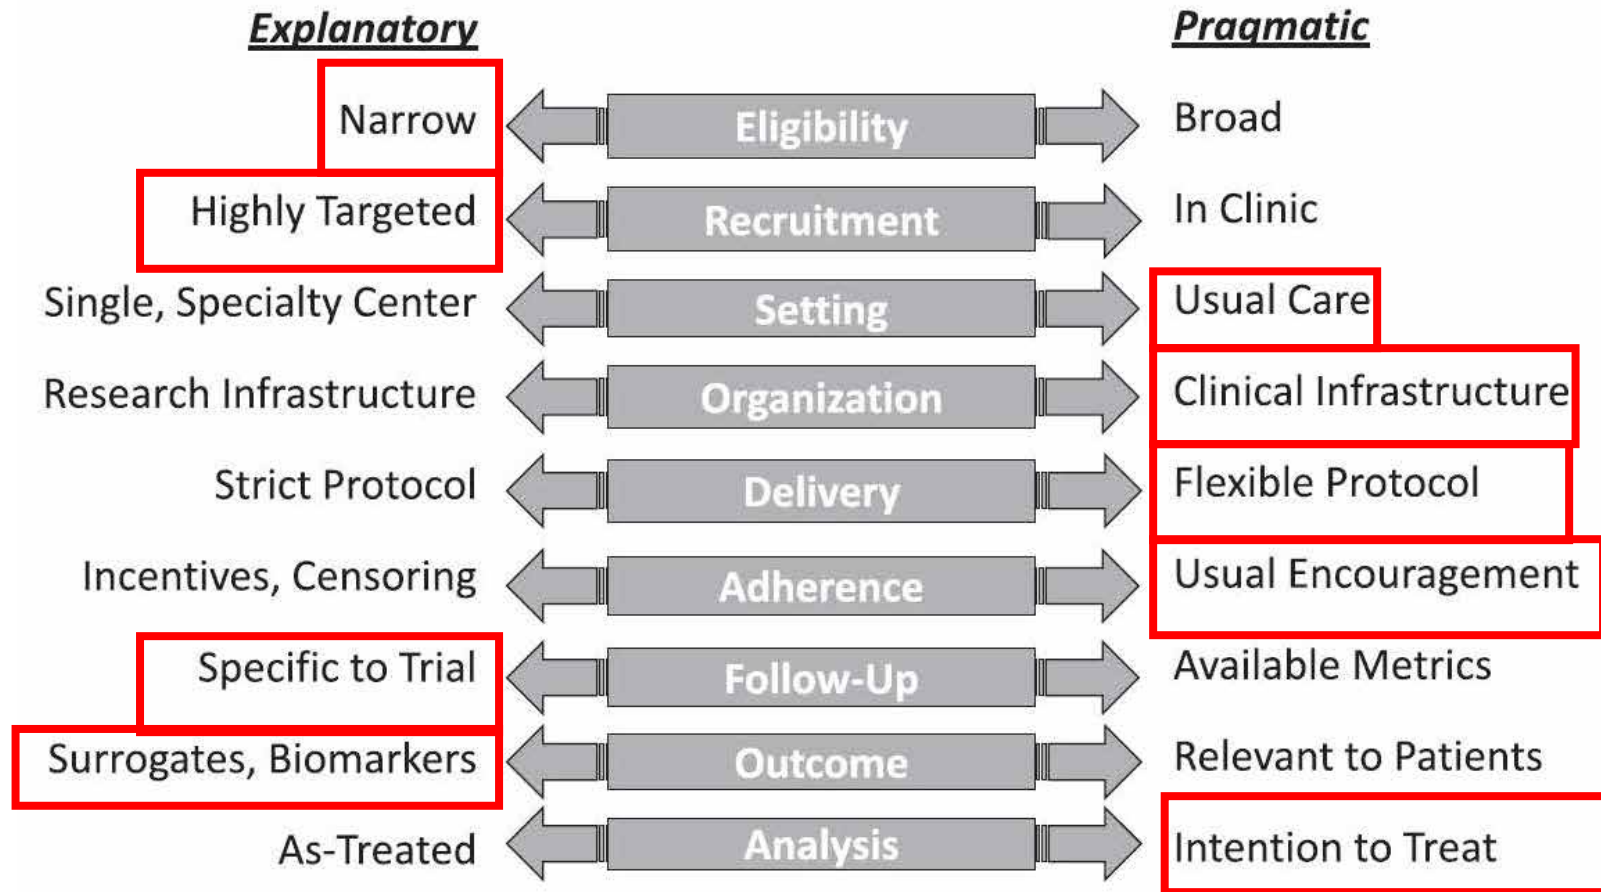 Explanatory Pragmatic
Narrow Eligibility Broad
Highly Targeted Recruitment In Clinic
Single, Specialty Center Setting Usual Care
Research Infrastructure Organization Clinical Infrastructure
Strict Protocol Delivery Flexible Protocol
Incentives, Censoring Adherence Usual Encouragement
Specific to Trial Follow-Up Available Metrics
Surrogates, Biomarkers Outcome Relevant to Patients
As-Treated Analysis Intention to Treat